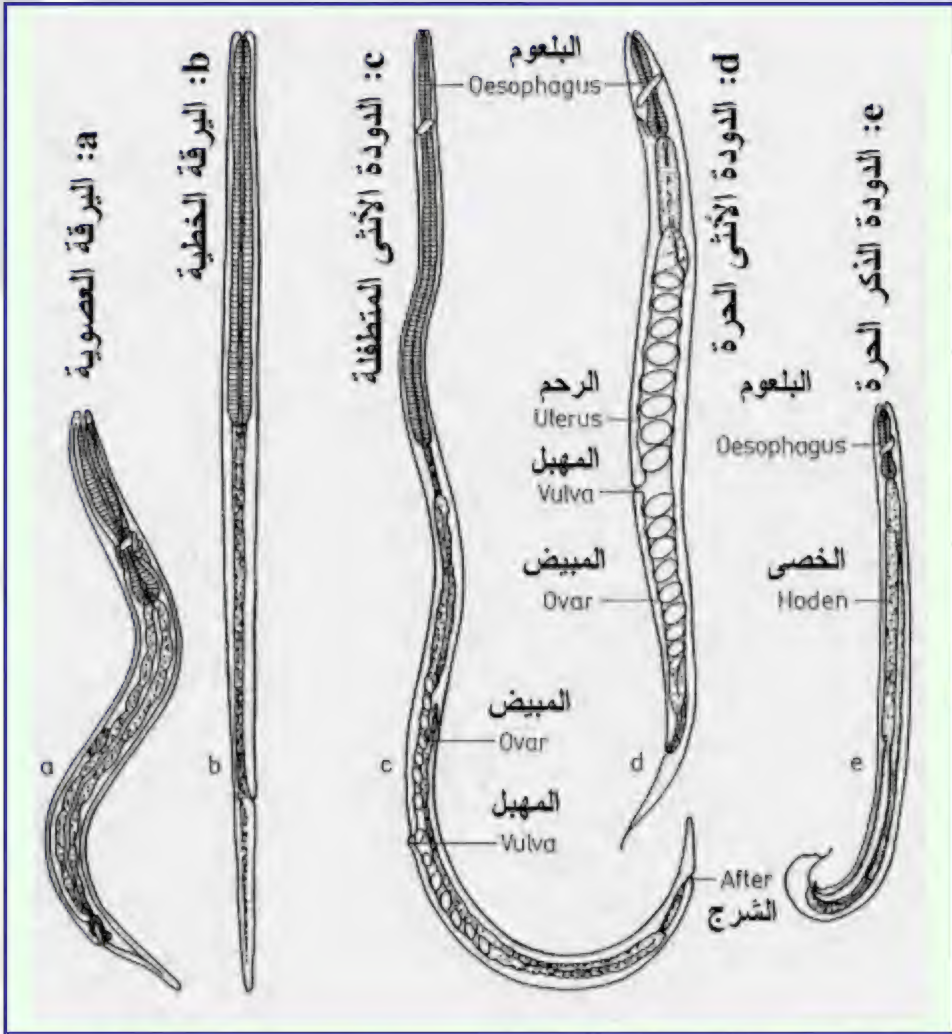 a: اليرقة العصوية
b: اليرقة الخطية
c: الدودة الأنثى المتطفلة
البلعوم
Oesophagus
d: الدودة الأنثى الحرة
e: الدودة الذكر الحرة
الرحم
Ulerus
المهبل
Vulva
المبيض
Ovar
البلعوم
Oesophagus
الخصى
Hoden
المبيض
Ovar
المهبل
Vulva
After
الشرج
a
b
c
d
e